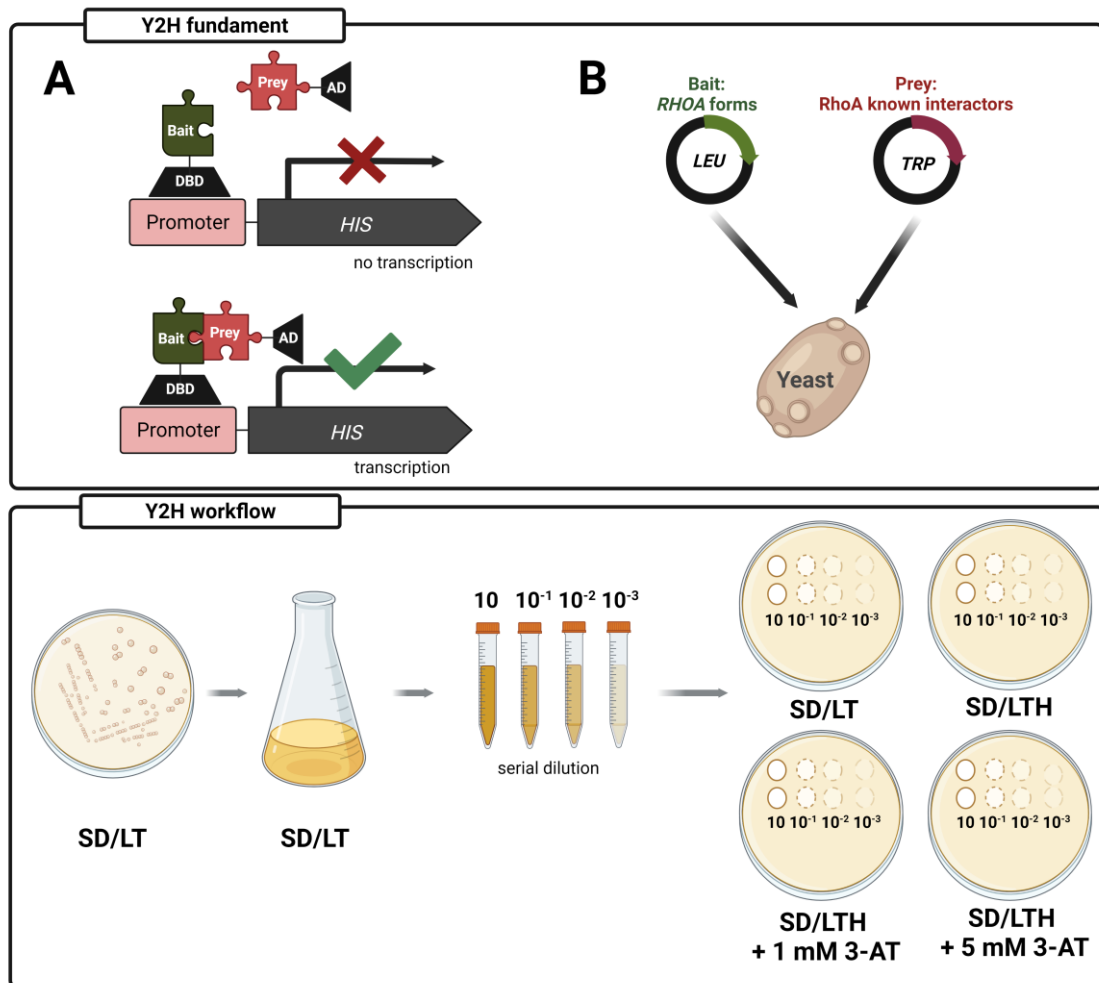 Y2H fundament
A
Prey
AD
Bait
DBD
Promoter
HIS
no transcription
Bait
Prey
AD
DBD
Promoter
HIS
transcription
B
Bait:
RHOA forms
Prey:
RhoA known interactors
LEU
TRP
Yeast
Y2H workflow
SD/LT
SD/LT
10 10⁻¹ 10⁻² 10⁻³
serial dilution
10 10⁻¹ 10⁻² 10⁻³
SD/LT
10 10⁻¹ 10⁻² 10⁻³
SD/LTH
10 10⁻¹ 10⁻² 10⁻³
SD/LTH
+ 1 mM 3-AT
10 10⁻¹ 10⁻² 10⁻³
SD/LTH
+ 5 mM 3-AT